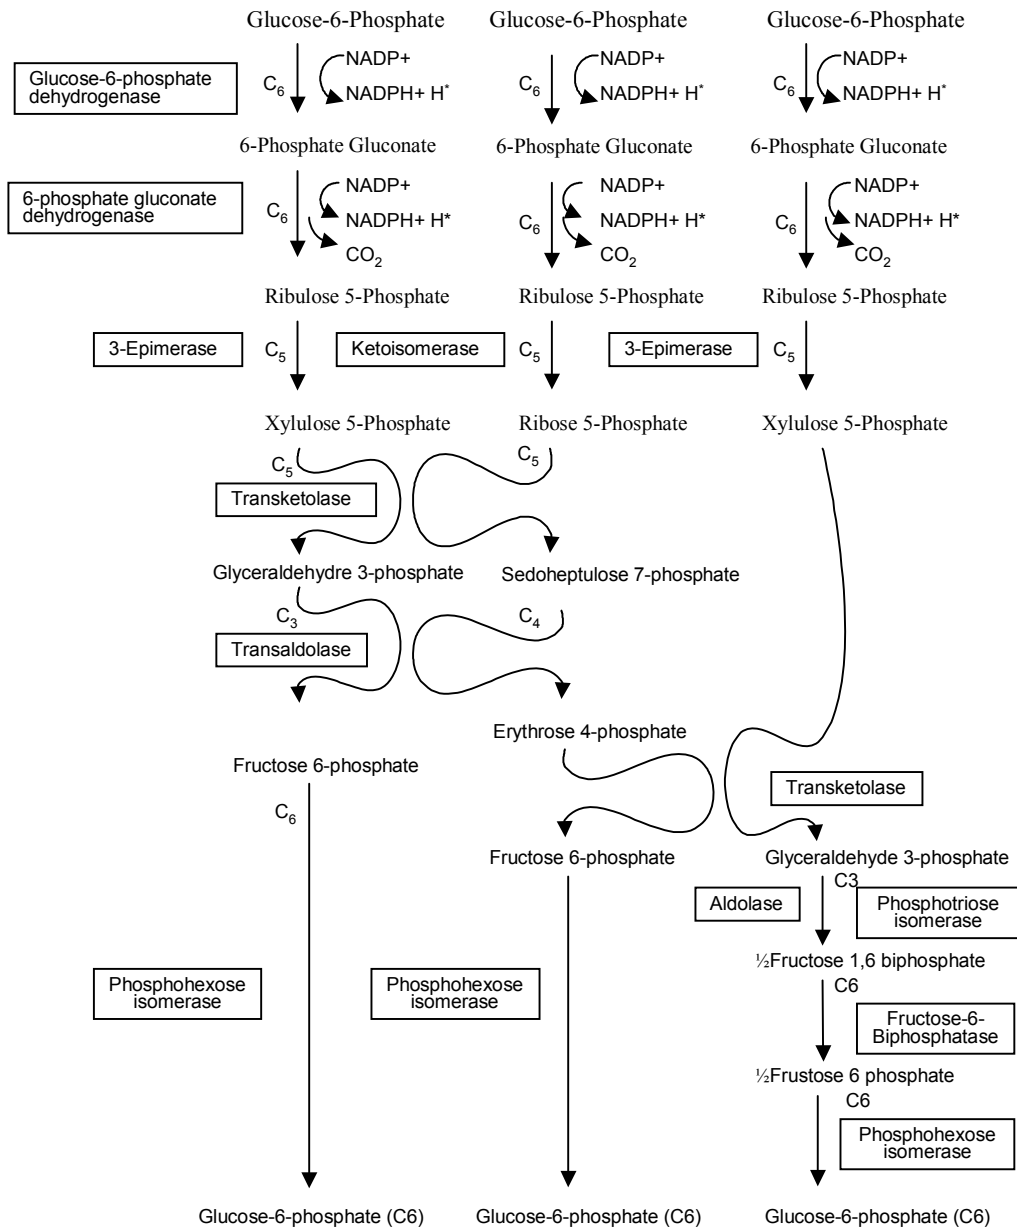 Glucose-6-Phosphate Glucose-6-Phosphate Glucose-6-Phosphate
NADP+ NADP+ NADP+
Glucose-6-phosphate
dehydrogenase
C6 C6 C6
NADPH+ H* NADPH+ H* NADPH+ H*
6-Phosphate Gluconate 6-Phosphate Gluconate 6-Phosphate Gluconate
NADP+ NADP+ NADP+
6-phosphate gluconate
dehydrogenase
C6 C6 C6
NADPH+ H* NADPH+ H* NADPH+ H*
CO2 CO2 CO2
Ribulose 5-Phosphate Ribulose 5-Phosphate Ribulose 5-Phosphate
3-Epimerase C5 Ketoisomerase C5 3-Epimerase C5
Xylulose 5-Phosphate Ribose 5-Phosphate Xylulose 5-Phosphate
C5 C5
Transketolase
Glyceraldehydre 3-phosphate Sedoheptulose 7-phosphate
C3 C4
Transaldolase
Erythrose 4-phosphate
Fructose 6-phosphate
Transketolase
C6
Fructose 6-phosphate Glyceraldehyde 3-phosphate
C3
Aldolase
Phosphotriose
isomerase
½Fructose 1,6 biphosphate
C6
Phosphohexose
isomerase
Phosphohexose
isomerase
Fructose-6-
Biphosphatase
½Frustose 6 phosphate
C6
Phosphohexose
isomerase
Glucose-6-phosphate (C6) Glucose-6-phosphate (C6) Glucose-6-phosphate (C6)